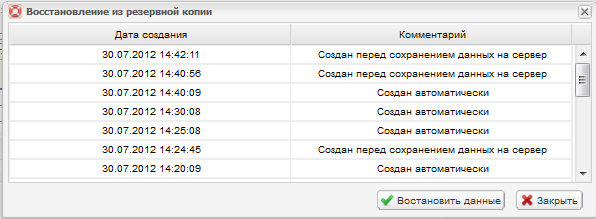 Восстановление из резервной копии
Дата создания Комментарий
30.07.2012 14:42:11 Создан перед сохранением данных на сервер
30.07.2012 14:40:56 Создан перед сохранением данных на сервер
30.07.2012 14:40:09 Создан автоматически
30.07.2012 14:30:08 Создан автоматически
30.07.2012 14:25:08 Создан автоматически
30.07.2012 14:24:45 Создан перед сохранением данных на сервер
30.07.2012 14:20:09 Создан автоматически
Востановить данные Закрыть